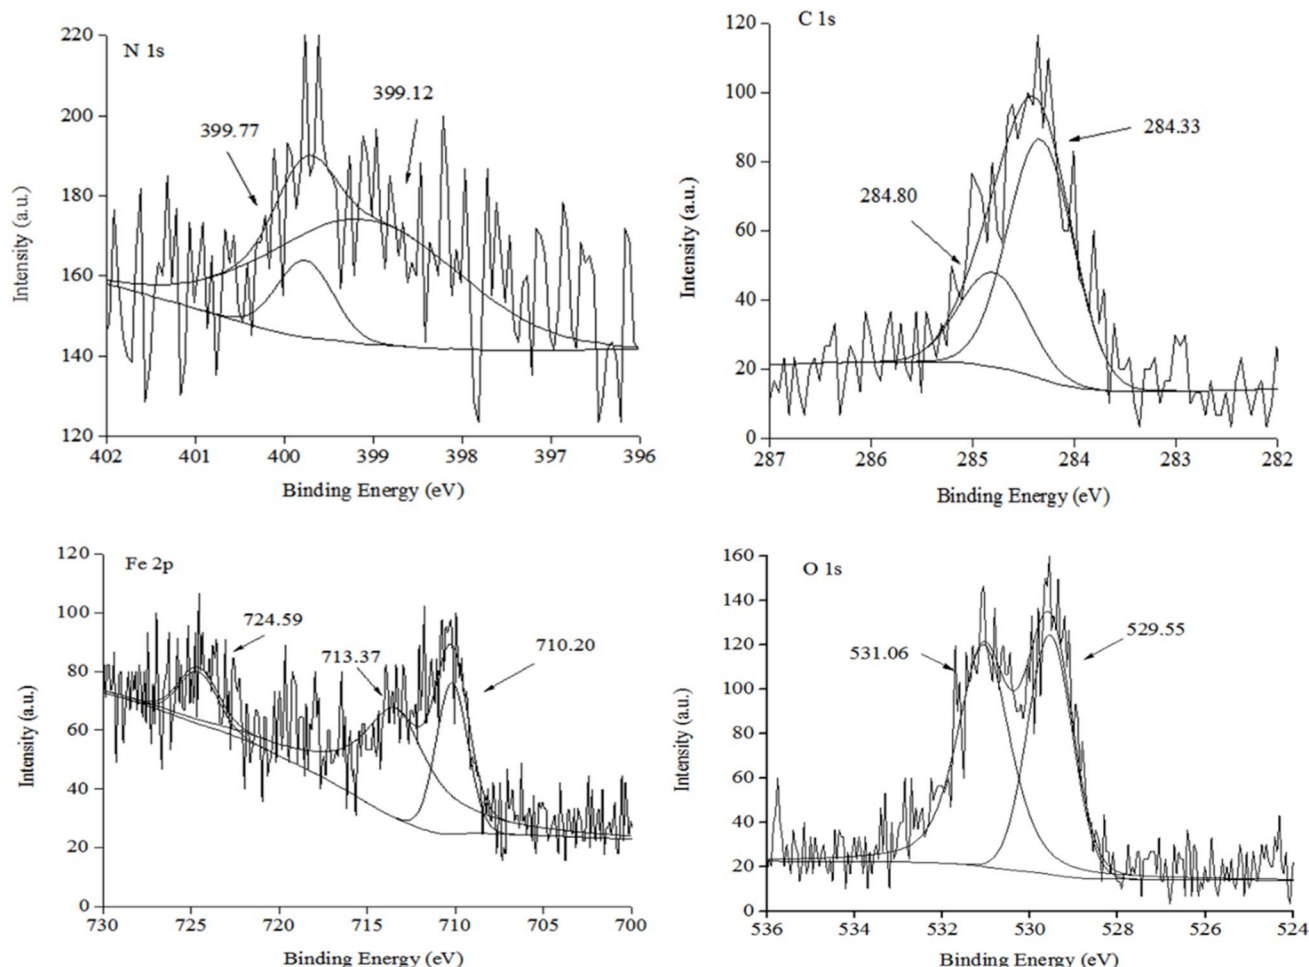 N 1s
220
200
180
160
140
120
399.77
399.12
402 401 400 399 398 397 396
Intensity (a.u.)
Binding Energy (eV)
C 1s
120
100
80
60
40
20
0
284.80
284.33
287 286 285 284 283 282
Intensity (a.u.)
Binding Energy (eV)
Fe 2p
120
100
80
60
40
20
0
724.59
713.37
710.20
730 725 720 715 710 705 700
Intensity (a.u.)
Binding Energy (eV)
O 1s
160
140
120
100
80
60
40
20
0
531.06
529.55
536 534 532 530 528 526 524
Intensity (a.u.)
Binding Energy (eV)